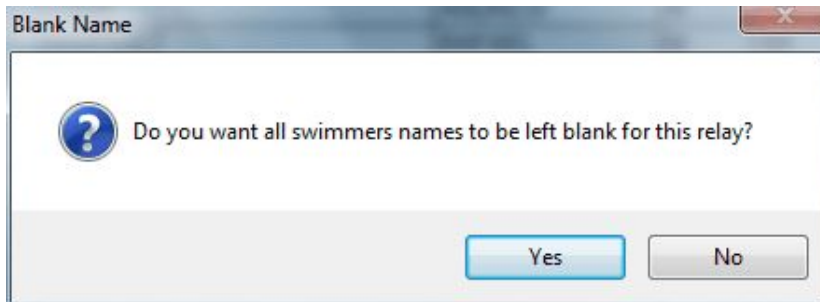 Blank Name
Do you want all swimmers names to be left blank for this relay?
Yes
No